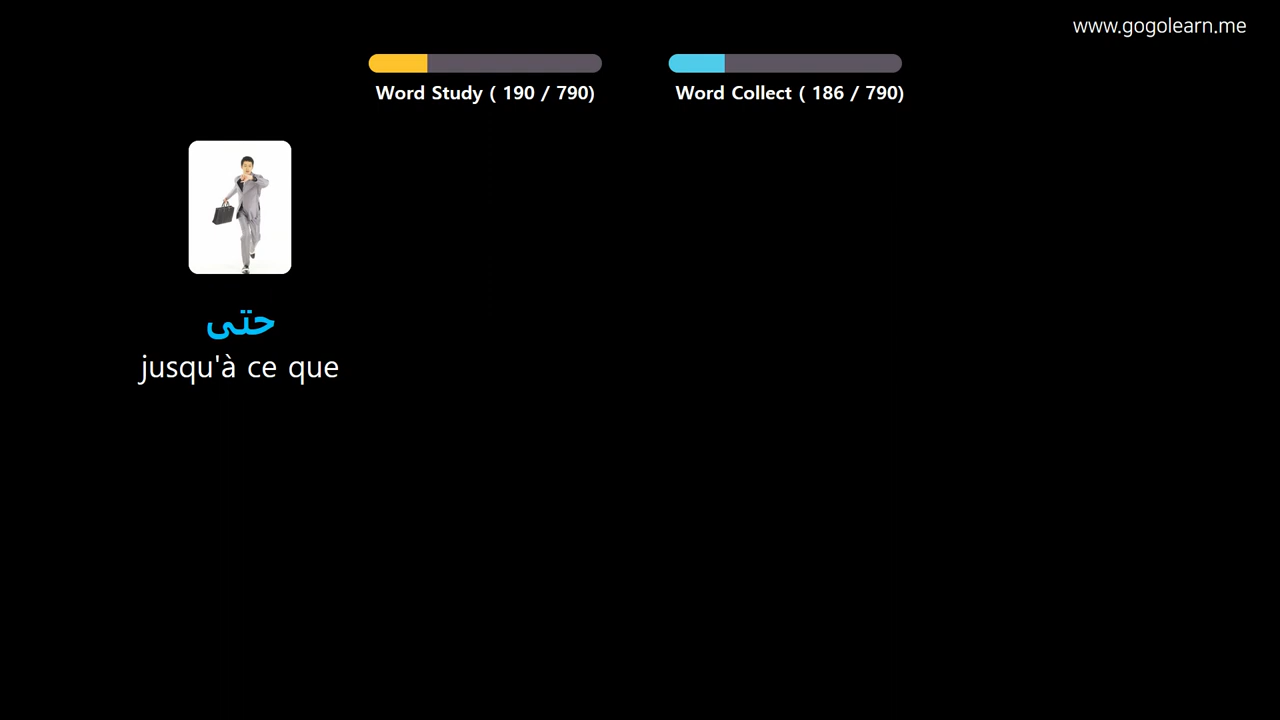 www.gogolearn.me
Word Study ( 190 / 790)
Word Collect ( 186 / 790)
حتى
jusqu'à ce que